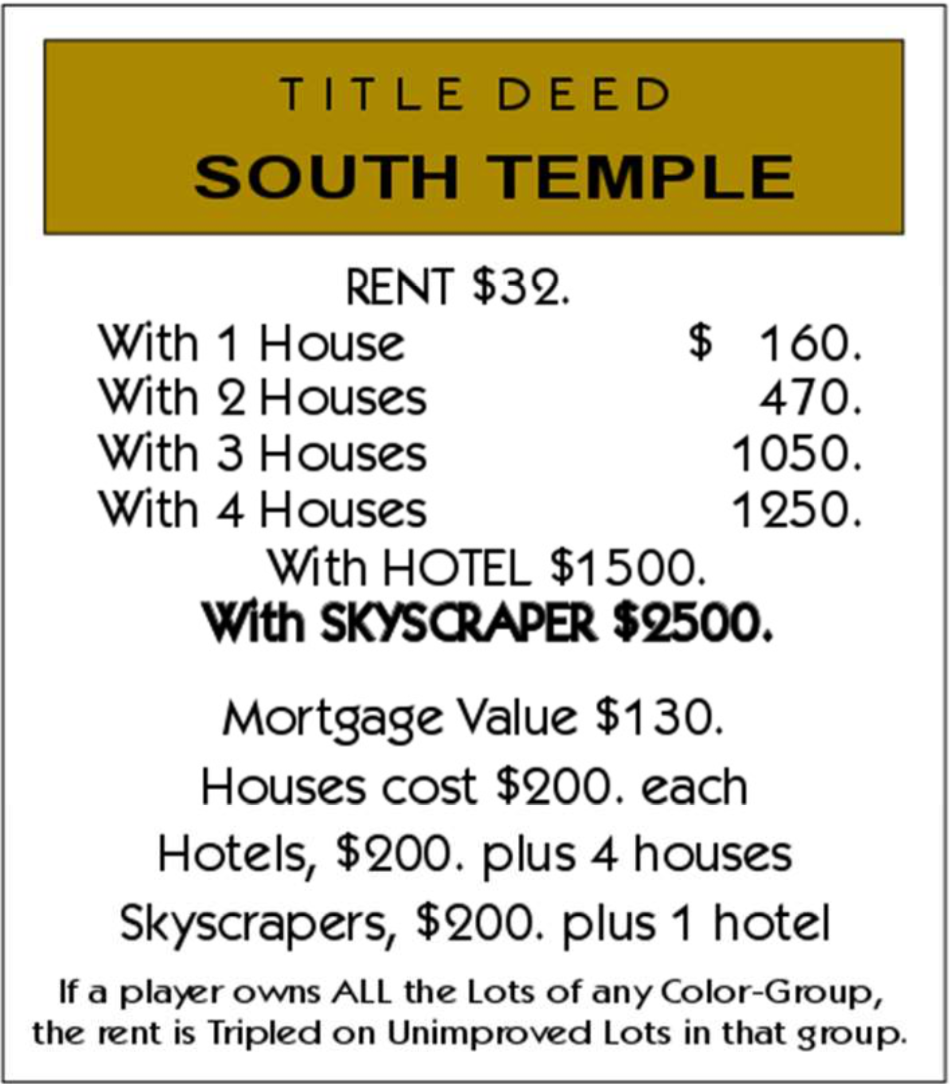 TITLE DEED
SOUTH TEMPLE
RENT $32.
With 1 House $ 160.
With 2 Houses 470.
With 3 Houses 1050.
With 4 Houses 1250.
With HOTEL $1500.
With SKYSCRAPER $2500.
Mortgage Value $130.
Houses cost $200. each
Hotels, $200. plus 4 houses
Skyscrapers, $200. plus 1 hotel
If a player owns ALL the Lots of any Color-Group,
the rent is Tripled on Unimproved Lots in that group.